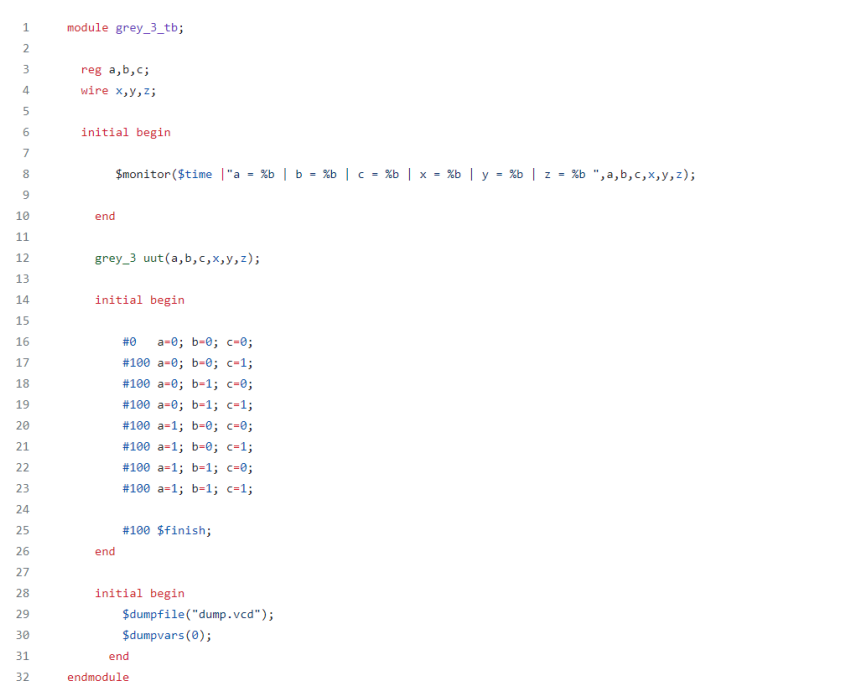 1 module grey_3_tb;
2
3 reg a,b,c;
4 wire x,y,z;
5
6 initial begin
7
8 $monitor($time |"a = %b | b = %b | c = %b | x = %b | y = %b | z = %b ",a,b,c,x,y,z);
9
10 end
11
12 grey_3 uut(a,b,c,x,y,z);
13
14 initial begin
15
16 #0 a=0; b=0; c=0;
17 #100 a=0; b=0; c=1;
18 #100 a=0; b=1; c=0;
19 #100 a=0; b=1; c=1;
20 #100 a=1; b=0; c=0;
21 #100 a=1; b=0; c=1;
22 #100 a=1; b=1; c=0;
23 #100 a=1; b=1; c=1;
24
25 #100 $finish;
26 end
27
28 initial begin
29 $dumpfile("dump.vcd");
30 $dumpvars(0);
31 end
32 endmodule